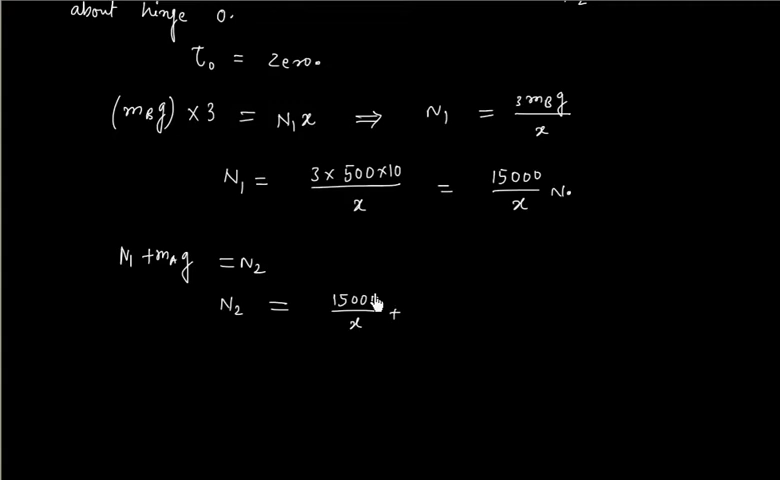 about hinge O.
τ₀ = Zero.
(m_B g) × 3 = N₁x ⇒ N₁ = 3m_B g / x
N₁ = 3 × 500×10 / x = 15000 / x N.
N₁ + m_A g = N₂
N₂ = 15000 / x +